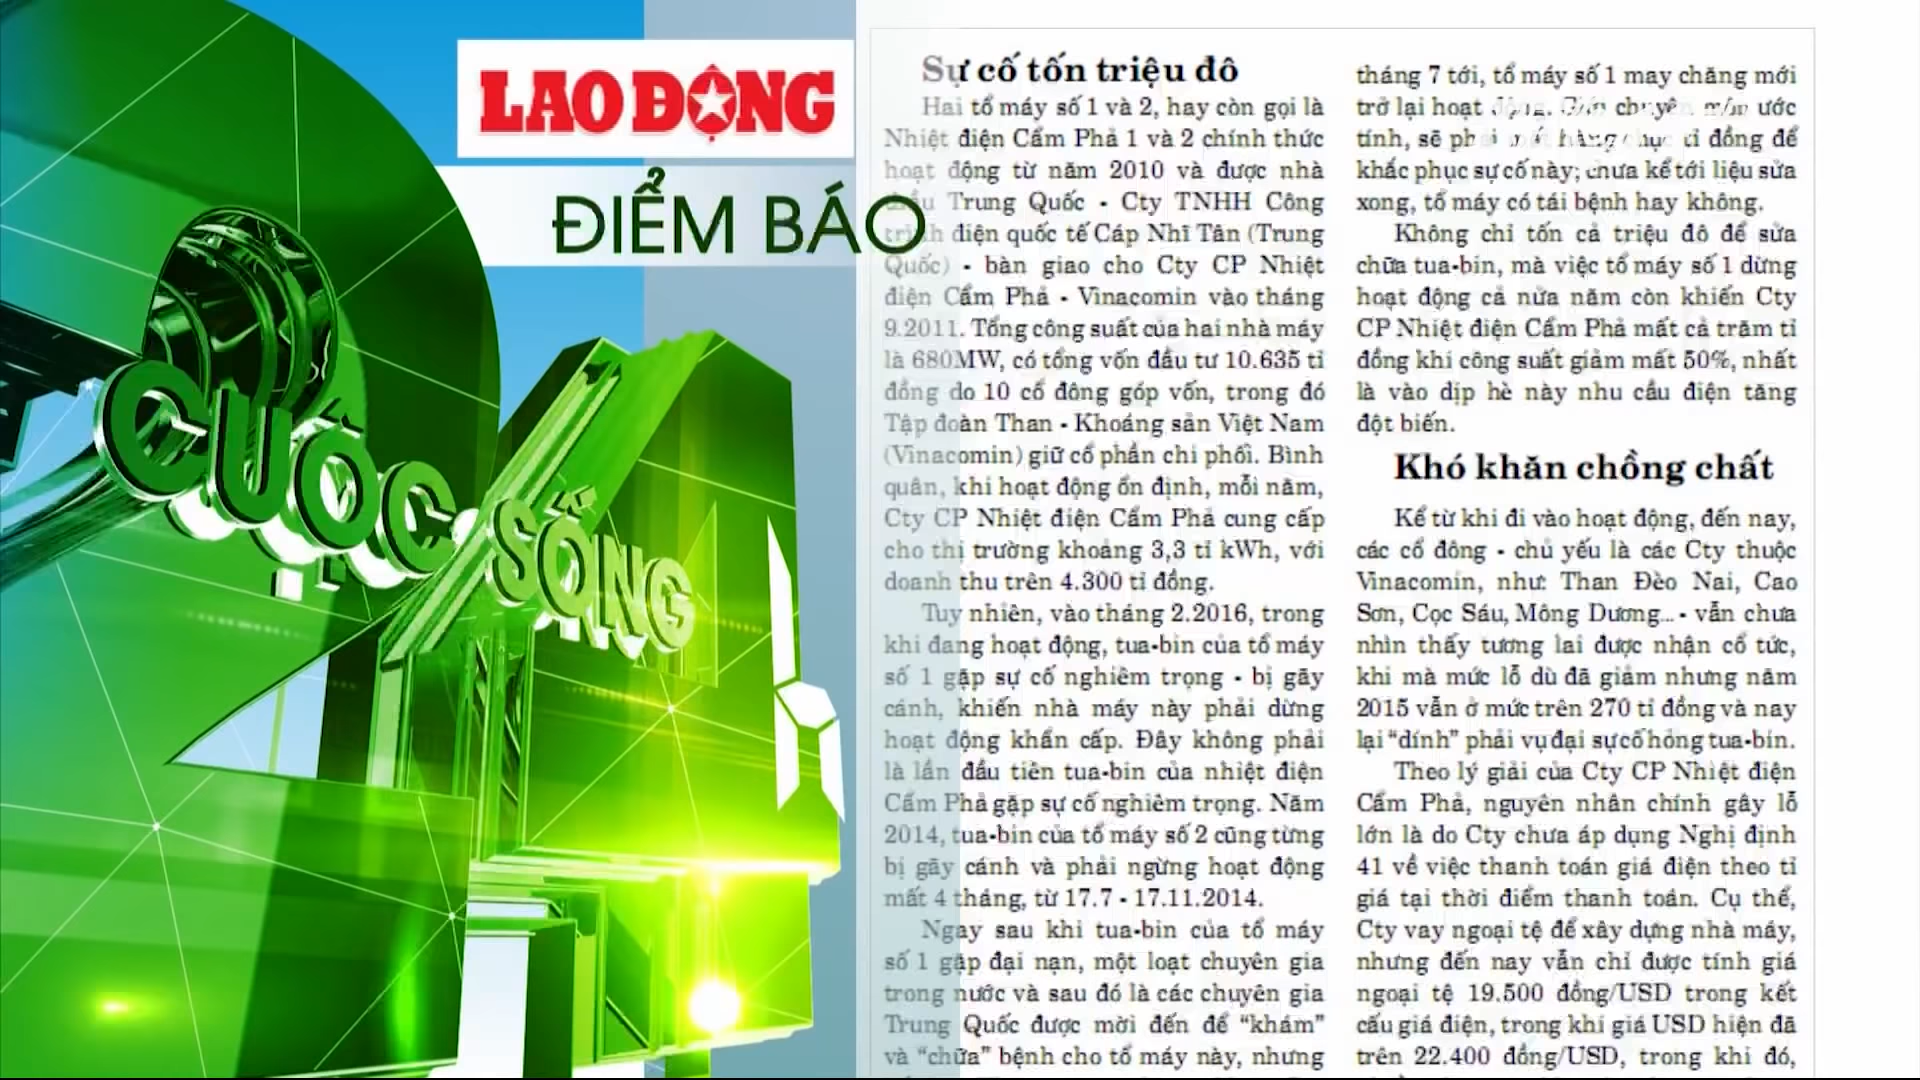 LAO ĐỘNG
ĐIỂM BÁO
24
CUỘC SỐNG
Sự cố tốn triệu đô
Hai tổ máy số 1 và 2, hay còn gọi là
Nhiệt điện Cẩm Phả 1 và 2 chính thức
hoạt động từ năm 2010 và được nhà
thầu Trung Quốc - Cty TNHH Công
trình điện quốc tế Cáp Nhĩ Tân (Trung
Quốc) - bàn giao cho Cty CP Nhiệt
điện Cẩm Phả - Vinacomin vào tháng
9.2011. Tổng công suất của hai nhà máy
là 680MW, có tổng vốn đầu tư 10.635 tỉ
đồng do 10 cổ đông góp vốn, trong đó
Tập đoàn Than - Khoáng sản Việt Nam
(Vinacomin) giữ cổ phần chi phối. Bình
quân, khi hoạt động ổn định, mỗi năm,
Cty CP Nhiệt điện Cẩm Phả cung cấp
cho thị trường khoảng 3,3 tỉ kWh, với
doanh thu trên 4.300 tỉ đồng.
Tuy nhiên, vào tháng 2.2016, trong
khi đang hoạt động, tua-bin của tổ máy
số 1 gặp sự cố nghiêm trọng - bị gãy
cánh, khiến nhà máy này phải dừng
hoạt động khẩn cấp. Đây không phải
là lần đầu tiên tua-bin của nhiệt điện
Cẩm Phả gặp sự cố nghiêm trọng. Năm
2014, tua-bin của tổ máy số 2 cũng từng
bị gãy cánh và phải ngừng hoạt động
mất 4 tháng, từ 17.7 - 17.11.2014.
Ngay sau khi tua-bin của tổ máy
số 1 gặp đại nạn, một loạt chuyên gia
trong nước và sau đó là các chuyên gia
Trung Quốc được mời đến để “khám”
và “chữa” bệnh cho tổ máy này, nhưng
tháng 7 tới, tổ máy số 1 may chăng mới
trở lại hoạt động. Giới chuyên môn ước
tính, sẽ phải mất hàng chục tỉ đồng để
khắc phục sự cố này; chưa kể tới liệu sửa
xong, tổ máy có tái bệnh hay không.
Không chỉ tốn cả triệu đô để sửa
chữa tua-bin, mà việc tổ máy số 1 dừng
hoạt động cả nửa năm còn khiến Cty
CP Nhiệt điện Cẩm Phả mất cả trăm tỉ
đồng khi công suất giảm mất 50%, nhất
là vào dịp hè này nhu cầu điện tăng
đột biến.
Khó khăn chồng chất
Kể từ khi đi vào hoạt động, đến nay,
các cổ đông - chủ yếu là các Cty thuộc
Vinacomin, như: Than Đèo Nai, Cao
Sơn, Cọc Sáu, Mông Dương... - vẫn chưa
nhìn thấy tương lai được nhận cổ tức,
khi mà mức lỗ dù đã giảm nhưng năm
2015 vẫn ở mức trên 270 tỉ đồng và nay
lại “dính” phải vụ đại sự cố hỏng tua-bin.
Theo lý giải của Cty CP Nhiệt điện
Cẩm Phả, nguyên nhân chính gây lỗ
lớn là do Cty chưa áp dụng Nghị định
41 về việc thanh toán giá điện theo tỉ
giá tại thời điểm thanh toán. Cụ thể,
Cty vay ngoại tệ để xây dựng nhà máy,
nhưng đến nay vẫn chỉ được tính giá
ngoại tệ 19.500 đồng/USD trong kết
cấu giá điện, trong khi giá USD hiện đã
trên 22.400 đồng/USD, trong khi đó,